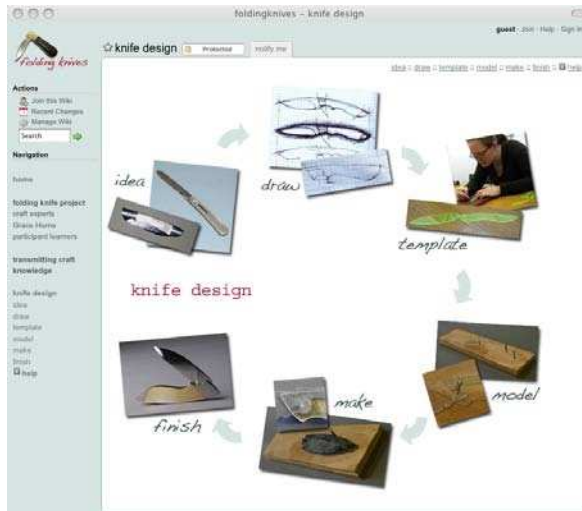 foldingknives – knife design
guest · Join · Help · Sign In
folding knives
knife design
Protected
notify me
idea :: draw :: template :: model :: make :: finish :: help
Actions
Join this Wiki
Recent Changes
Manage Wiki
Search
Navigation
home
folding knife project
craft experts
Grace Horne
participant learners
transmitting craft
knowledge
knife design
idea
draw
template
model
make
finish
help
idea
draw
template
knife design
model
make
finish